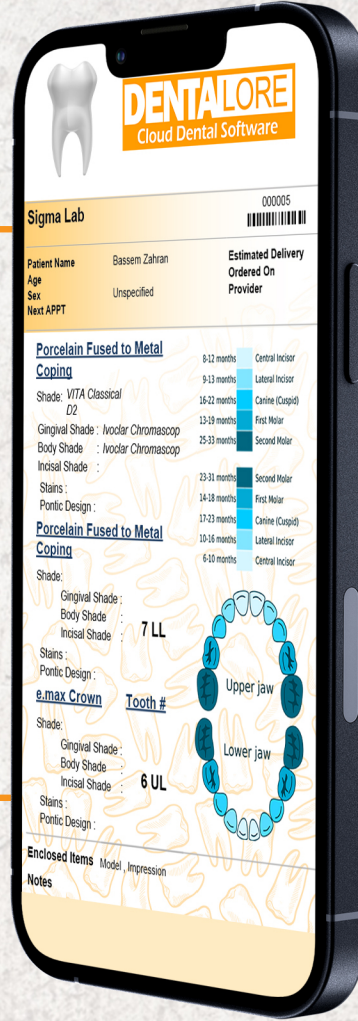 DENTALORE
Cloud Dental Software
Sigma Lab
000005
Patient Name Bassem Zahran
Age
Sex Unspecified
Next APPT
Estimated Delivery
Ordered On
Provider
Porcelain Fused to Metal
Coping
Shade: VITA Classical
D2
Gingival Shade : Ivoclar Chromascop
Body Shade : Ivoclar Chromascop
Incisal Shade :
Stains :
Pontic Design :
Porcelain Fused to Metal
Coping
Shade:
Gingival Shade :
Body Shade :
Incisal Shade :
7 LL
Stains :
Pontic Design :
e.max Crown Tooth #
Shade:
Gingival Shade :
Body Shade :
Incisal Shade :
6 UL
Stains :
Pontic Design :
8-12 months Central Incisor
9-13 months Lateral Incisor
16-22 months Canine (Cuspid)
13-19 months First Molar
25-33 months Second Molar
23-31 months Second Molar
14-18 months First Molar
17-23 months Canine (Cuspid)
10-16 months Lateral Incisor
6-10 months Central Incisor
Upper jaw
Lower jaw
Enclosed Items Model , Impression
Notes